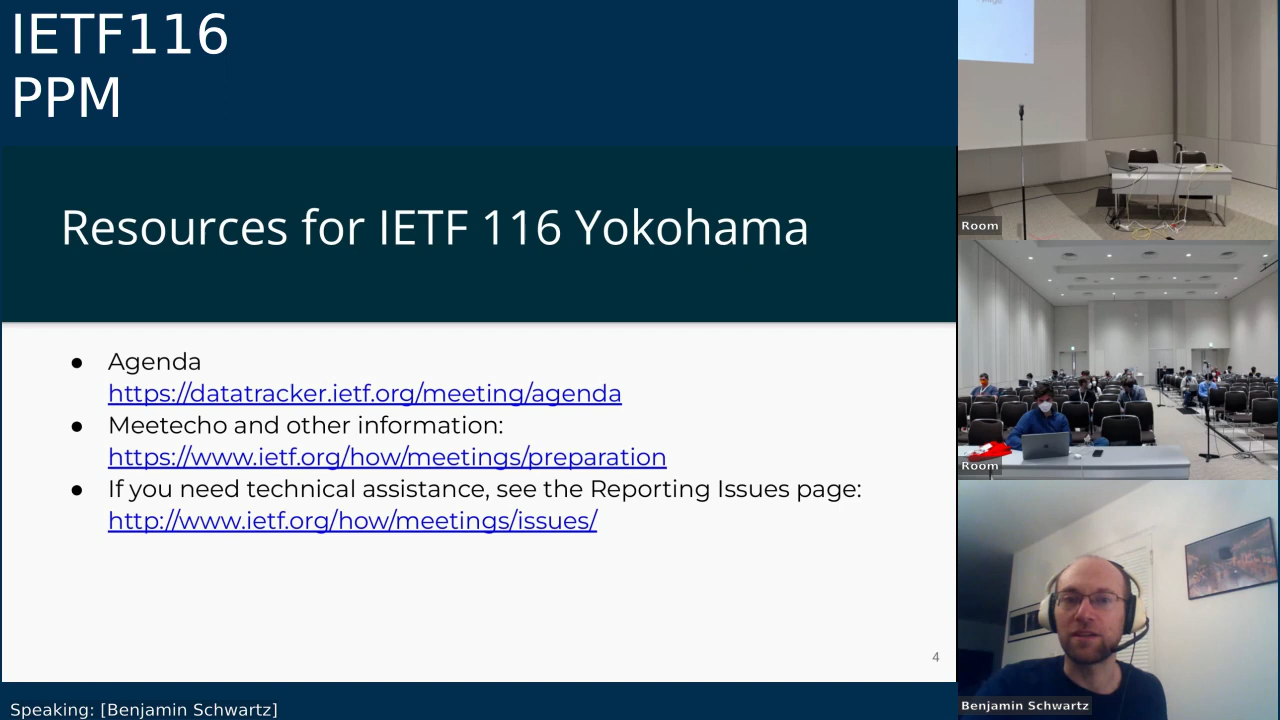 IETF116
PPM
Resources for IETF 116 Yokohama
● Agenda
https://datatracker.ietf.org/meeting/agenda
● Meetecho and other information:
https://www.ietf.org/how/meetings/preparation
● If you need technical assistance, see the Reporting Issues page:
http://www.ietf.org/how/meetings/issues/
4
Speaking: [Benjamin Schwartz]
Room
Room
Benjamin Schwartz